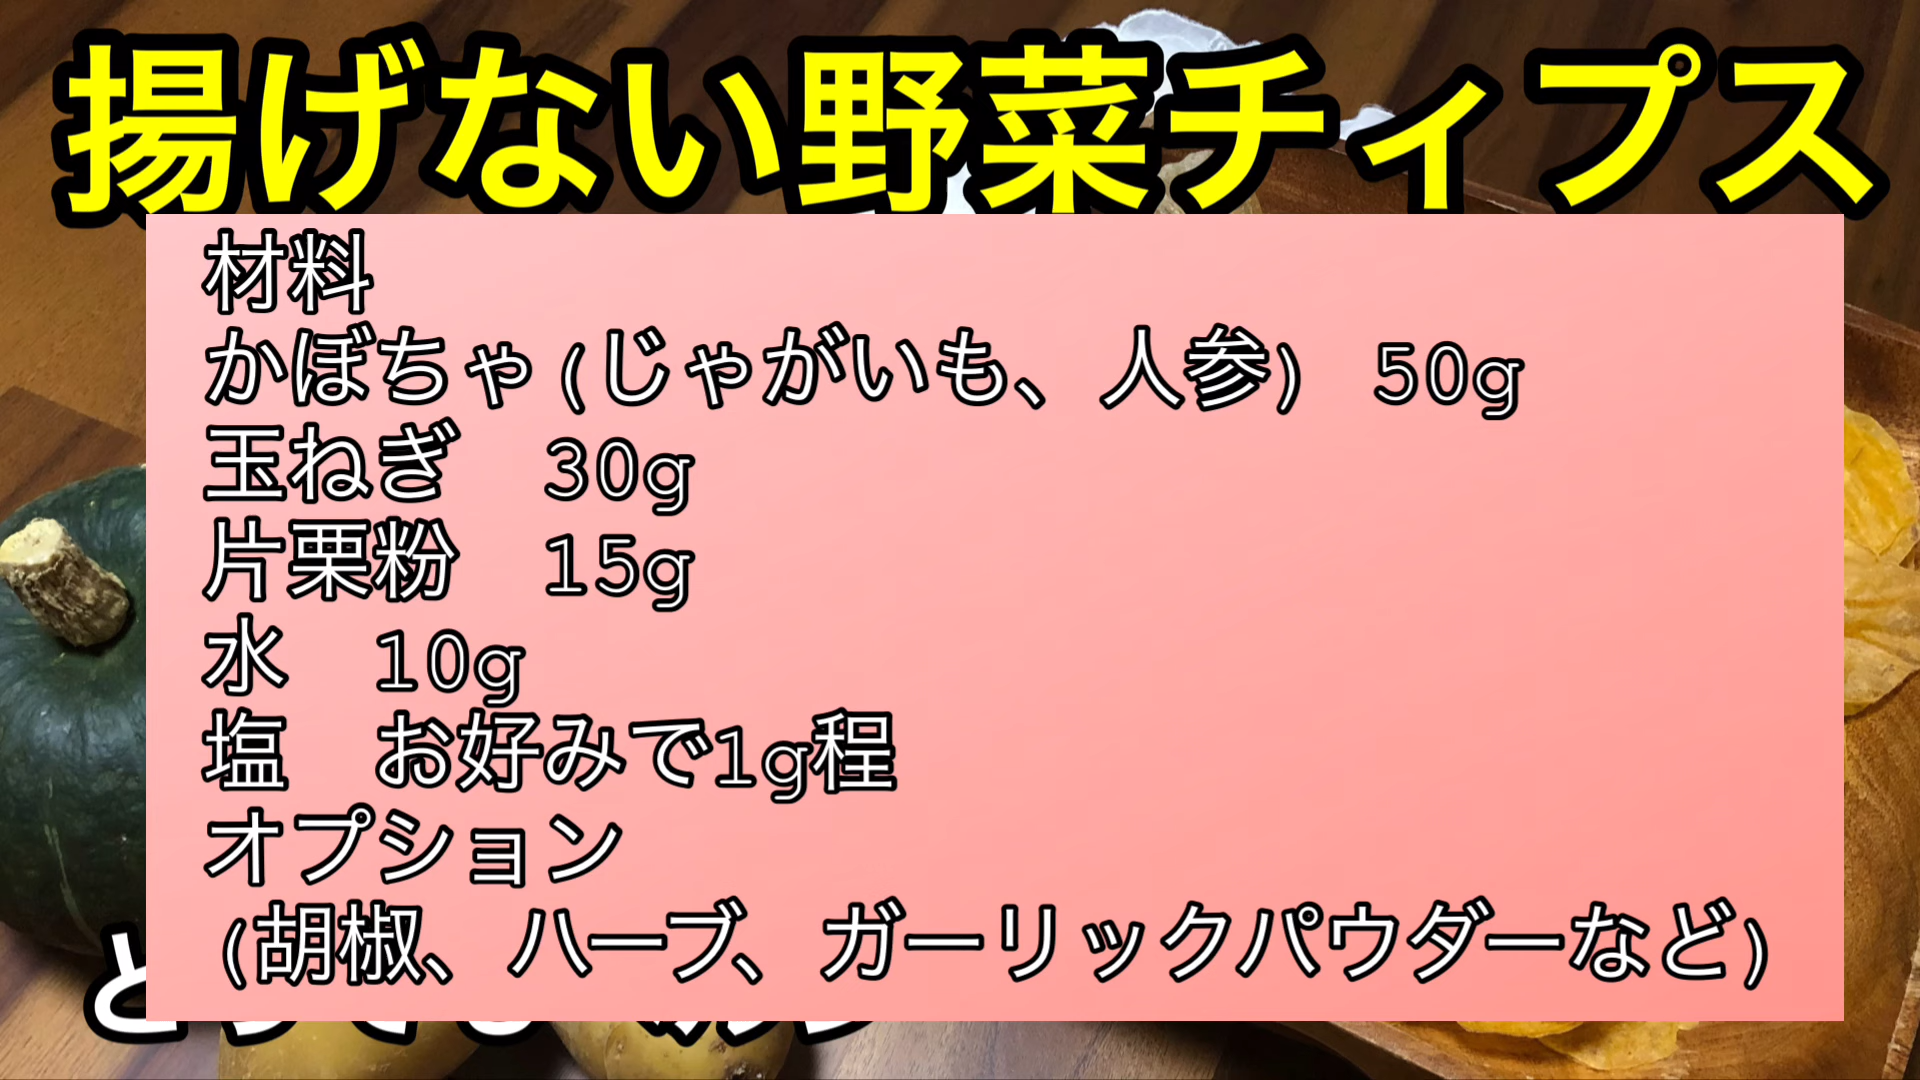 揚げない野菜チップス
材料
かぼちゃ(じゃがいも、人参) 50g
玉ねぎ　30g
片栗粉　15g
水　10g
塩　お好みで1g程
オプション
(胡椒、ハーブ、ガーリックパウダーなど)